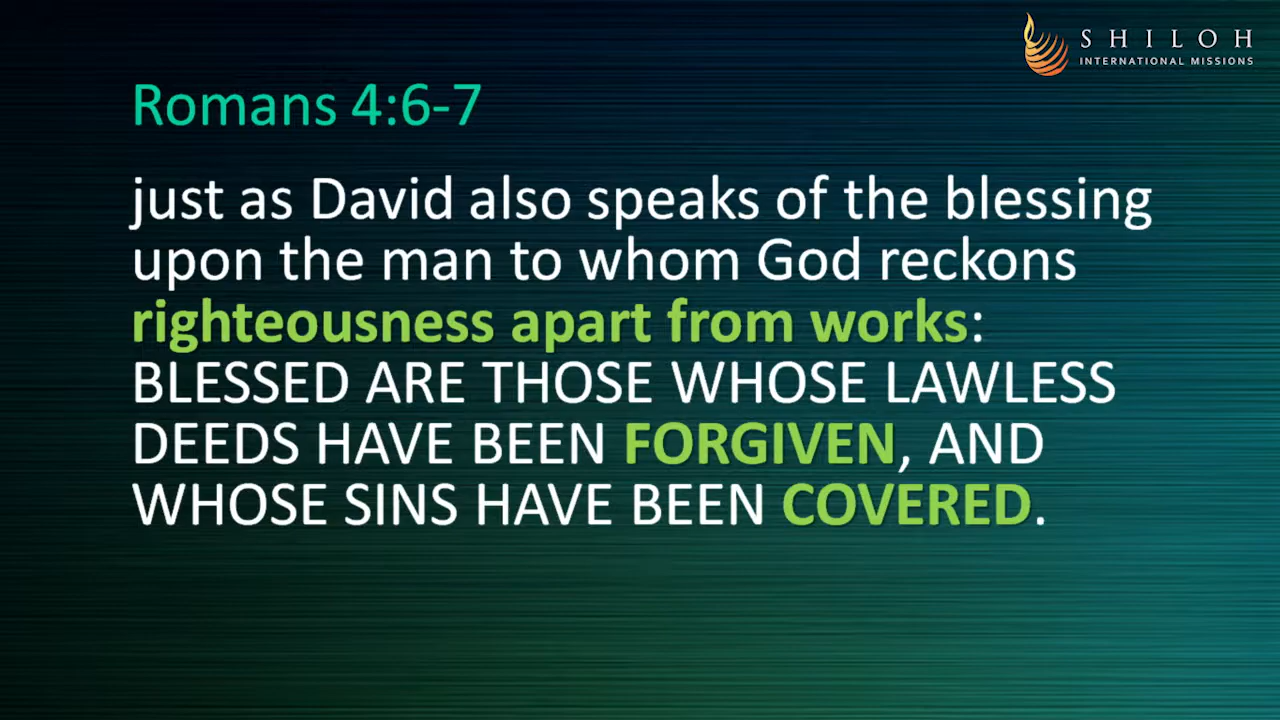 SHILOH
INTERNATIONAL MISSIONS
Romans 4:6-7
just as David also speaks of the blessing
upon the man to whom God reckons
righteousness apart from works:
BLESSED ARE THOSE WHOSE LAWLESS
DEEDS HAVE BEEN FORGIVEN, AND
WHOSE SINS HAVE BEEN COVERED.